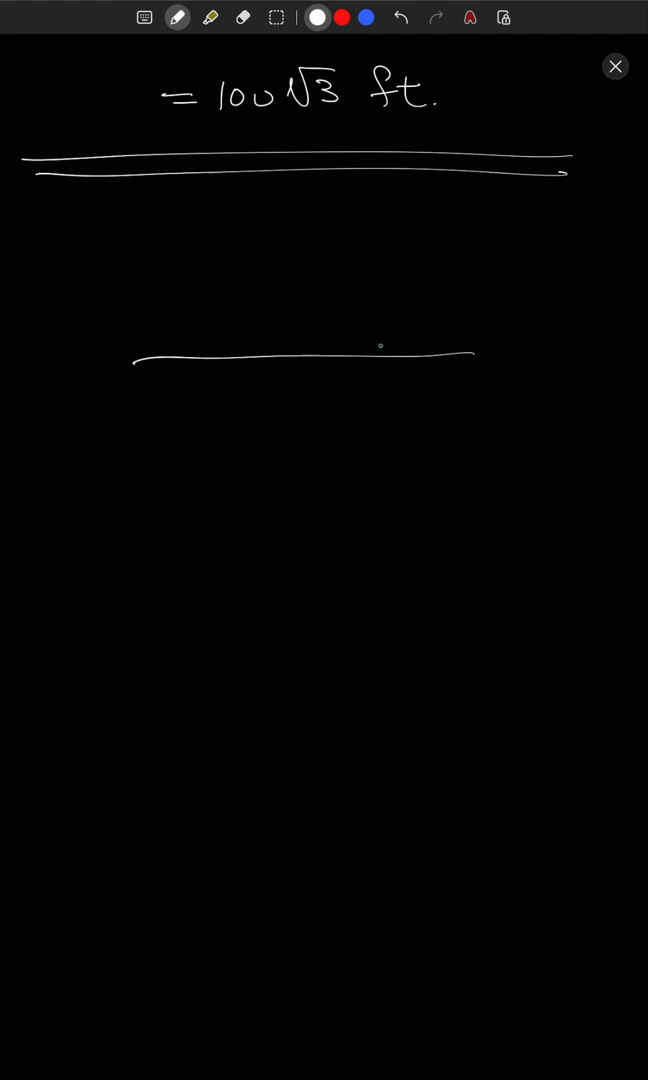 = 100√3 ft.